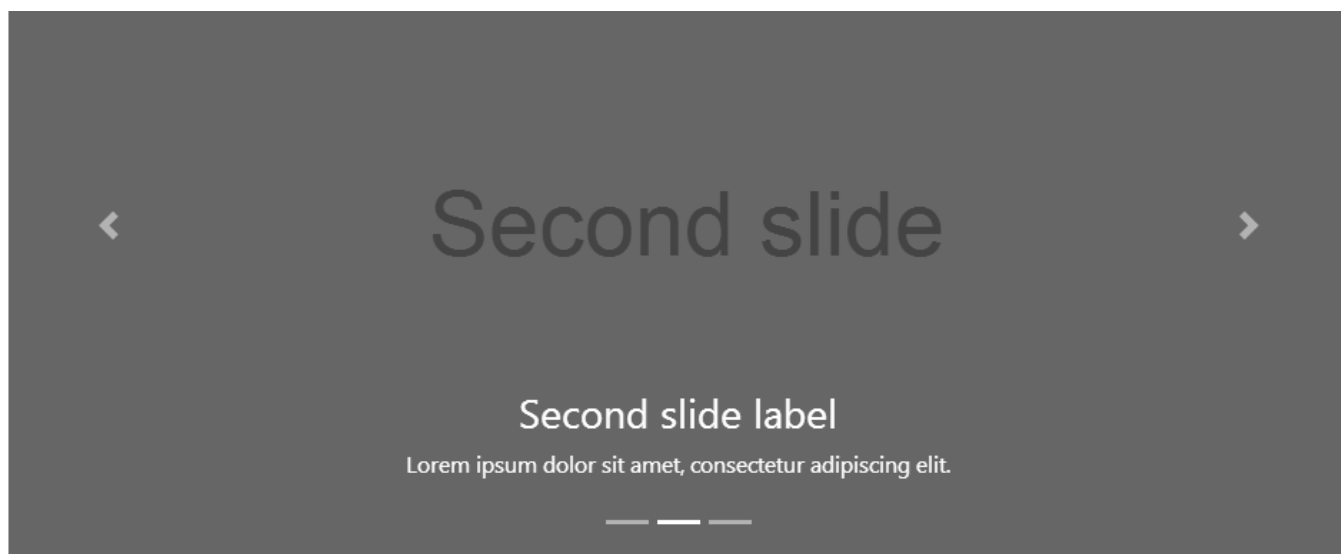 Second slide
Second slide label
Lorem ipsum dolor sit amet, consectetur adipiscing elit.